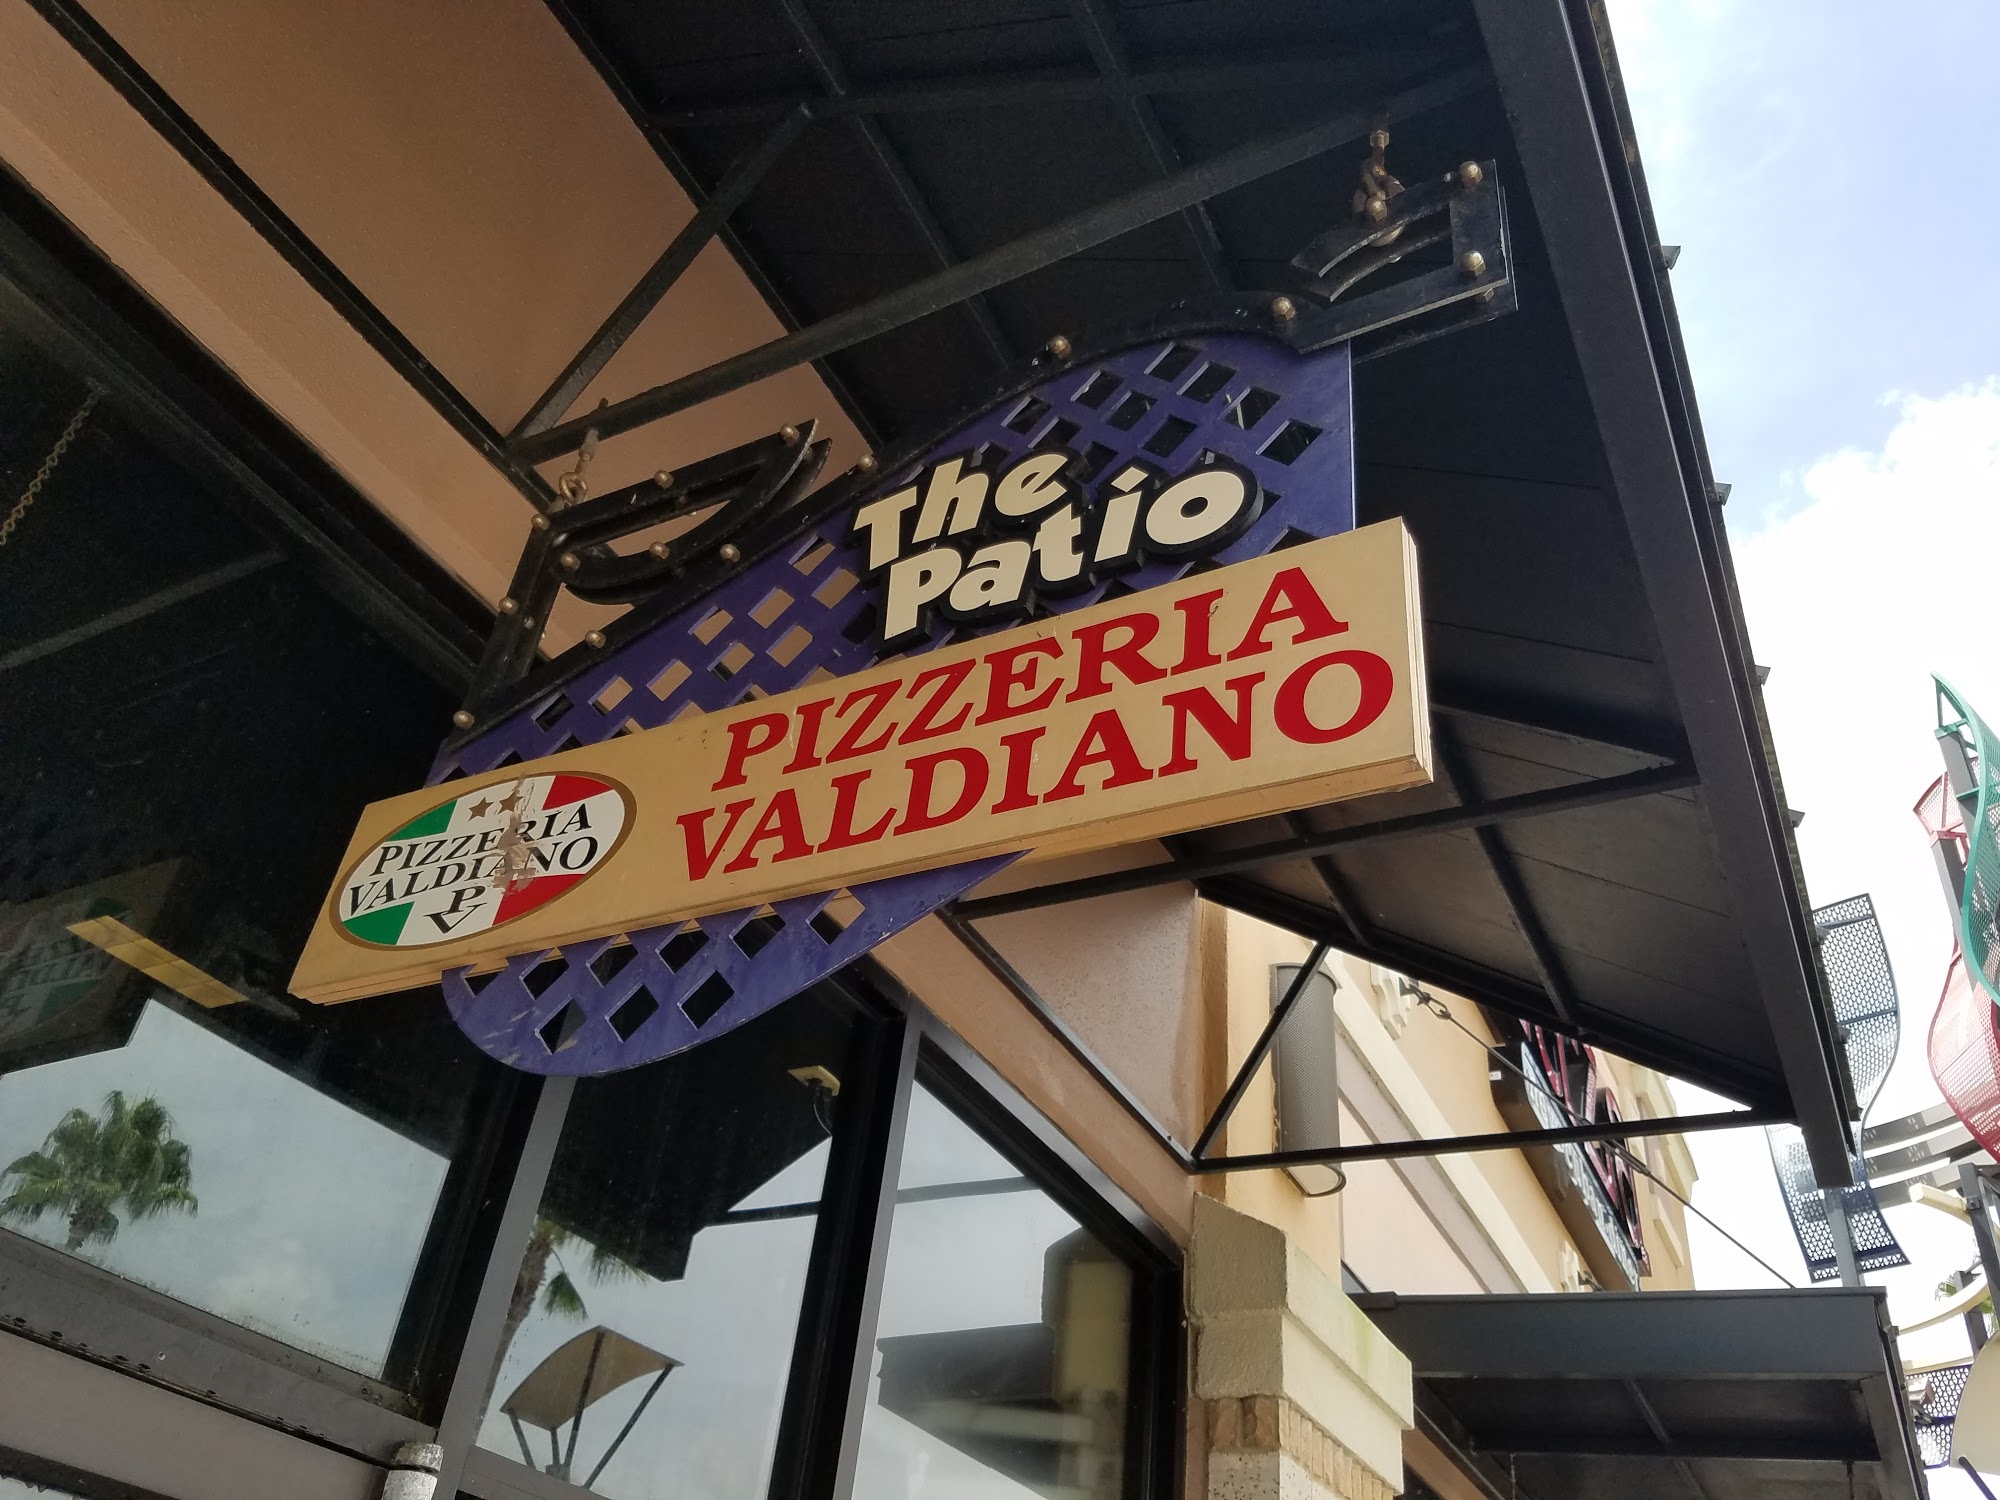 The
Patio
PIZZERIA
VALDIANO
PIZZERIA
VALDIANO
PV